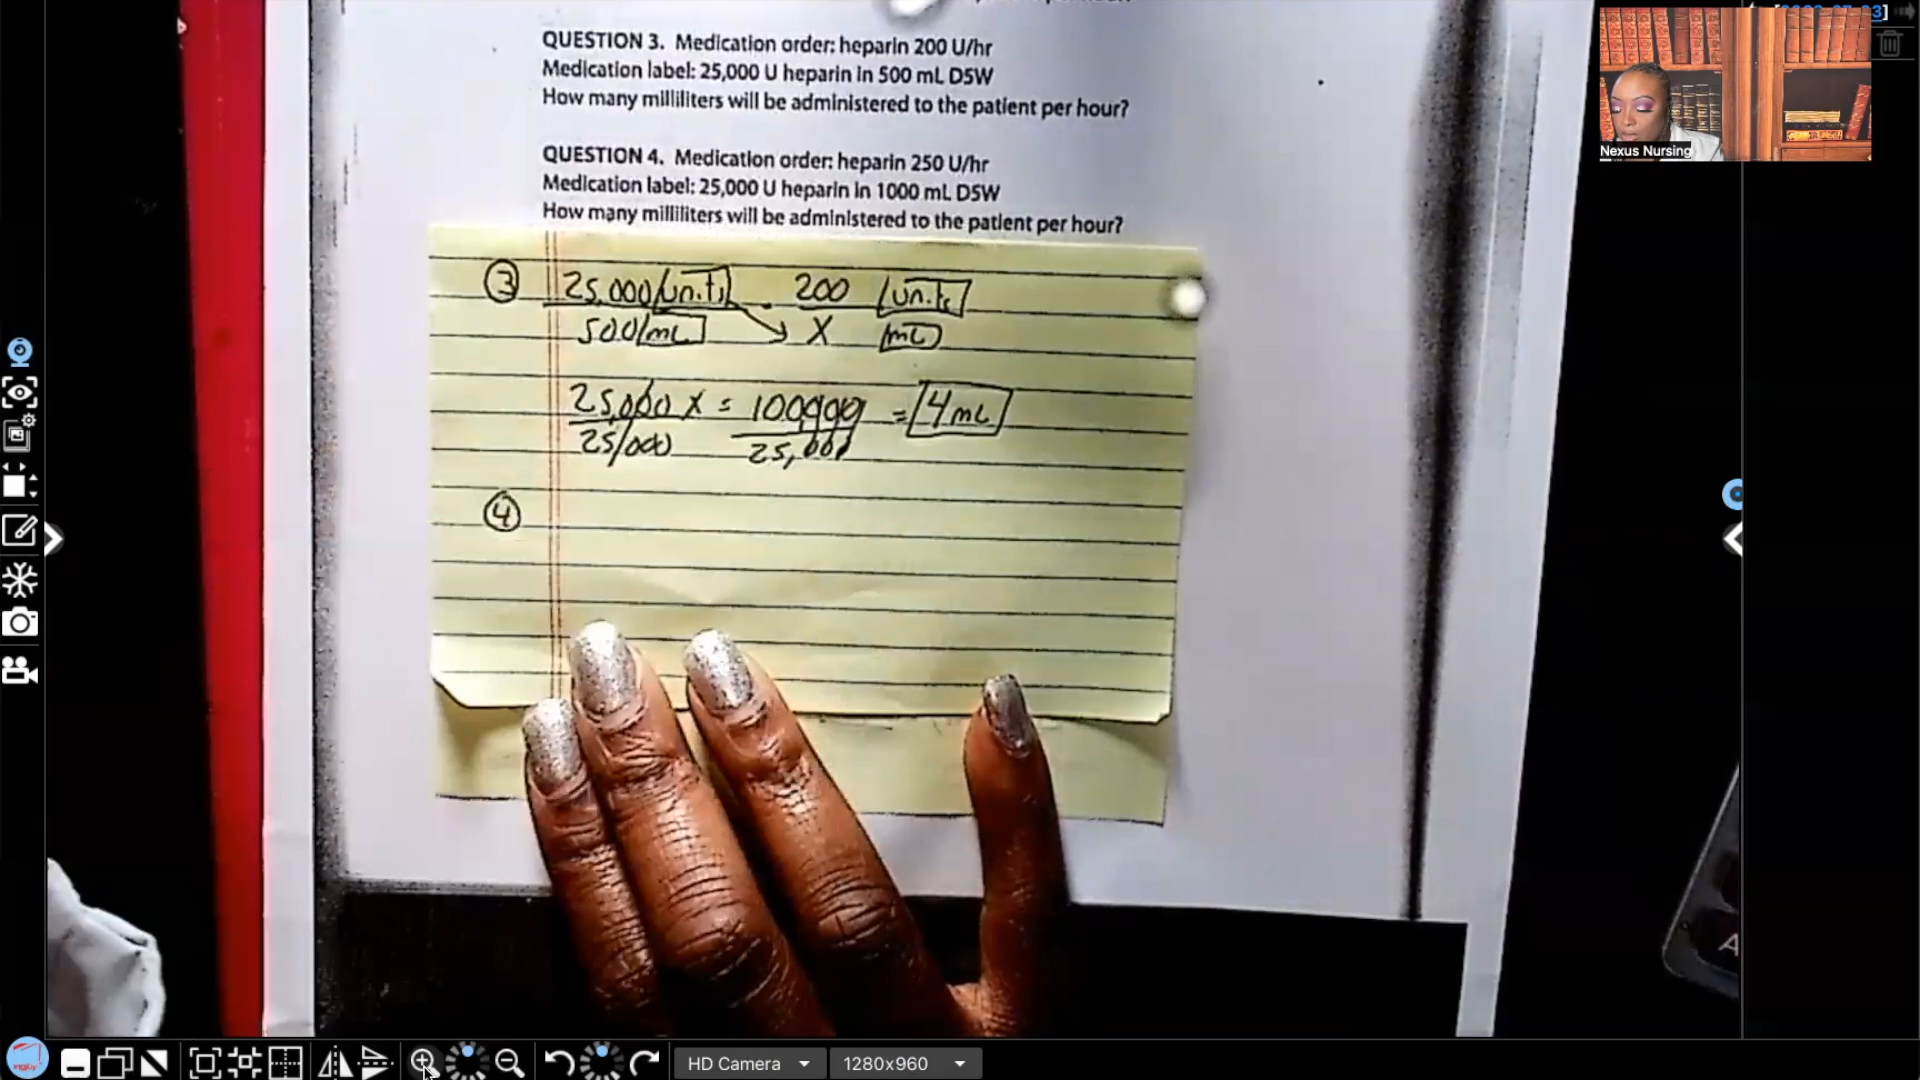 QUESTION 3. Medication order: heparin 200 U/hr
Medication label: 25,000 U heparin in 500 mL D5W
How many milliliters will be administered to the patient per hour?
QUESTION 4. Medication order: heparin 250 U/hr
Medication label: 25,000 U heparin in 1000 mL D5W
How many milliliters will be administered to the patient per hour?
③ 25,000 units = 200 units
500 mL X mL
25,000 X = 100000 = 4 mL
25,000 25,000
④
Nexus Nursing
HD Camera 1280x960